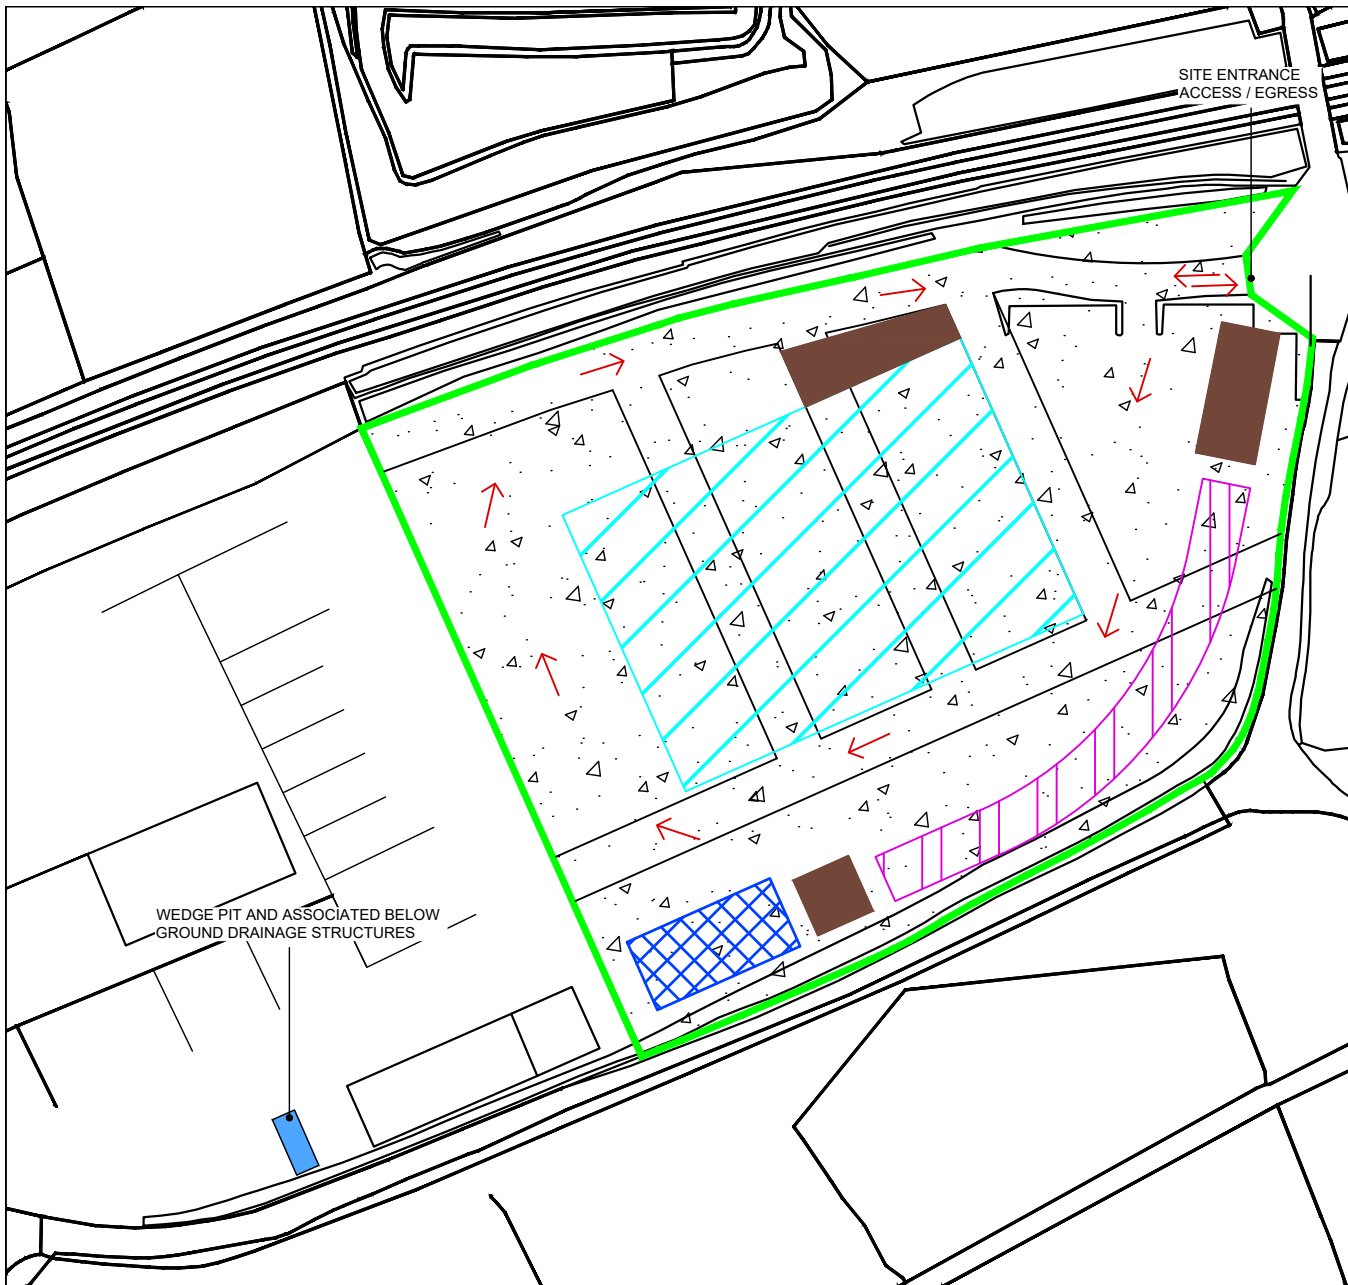 SITE ENTRANCE
ACCESS / EGRESS
WEDGE PIT AND ASSOCIATED BELOW
GROUND DRAINAGE STRUCTURES